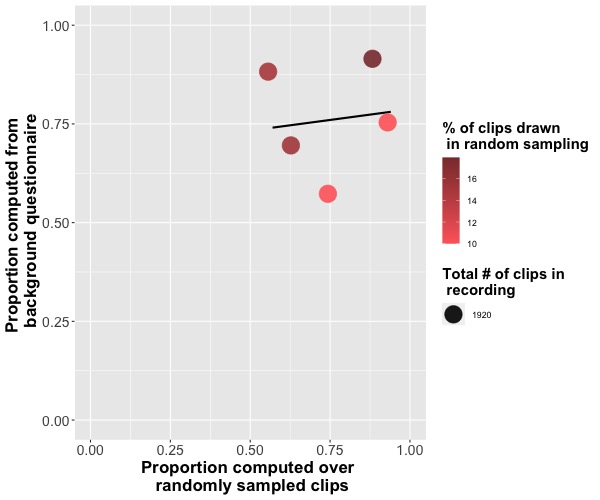 1.00
0.75
0.50
0.25
0.00
Proportion computed from
background questionnaire
0.00 0.25 0.50 0.75 1.00
Proportion computed over
randomly sampled clips
% of clips drawn
in random sampling
16
14
12
10
Total # of clips in
recording
1920